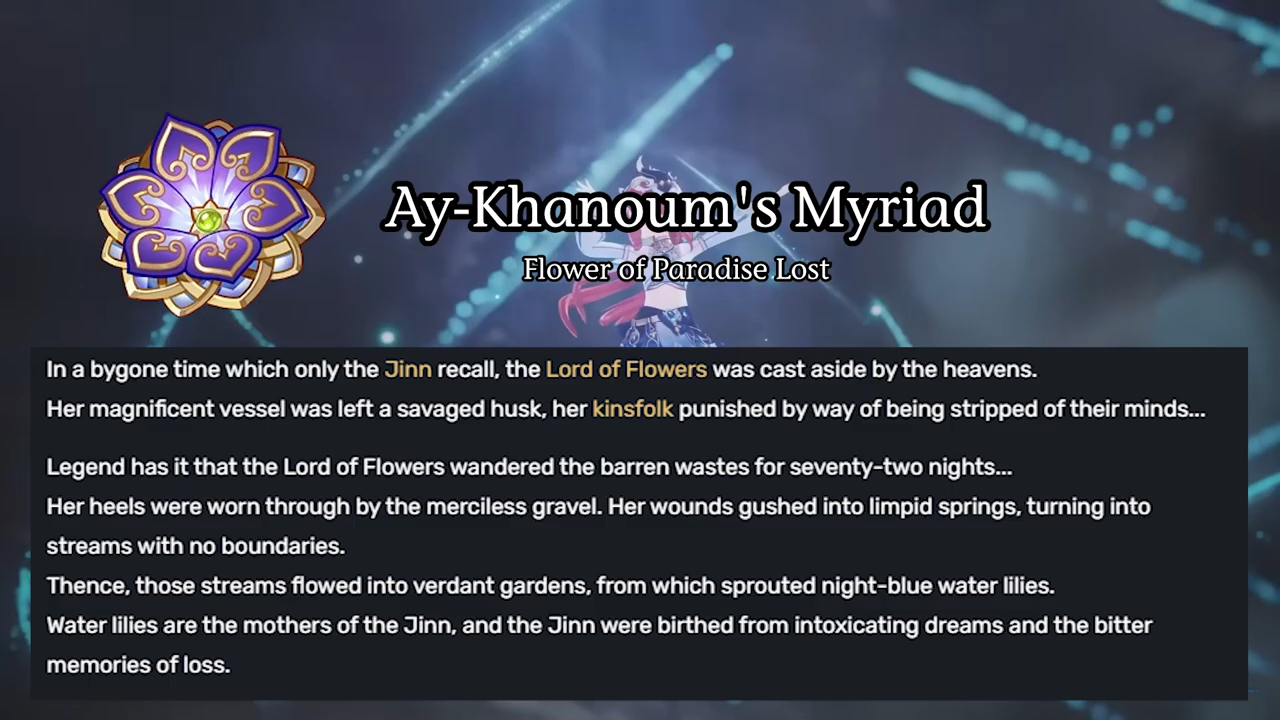 Ay-Khanoum's Myriad
Flower of Paradise Lost
In a bygone time which only the Jinn recall, the Lord of Flowers was cast aside by the heavens.
Her magnificent vessel was left a savaged husk, her kinsfolk punished by way of being stripped of their minds...
Legend has it that the Lord of Flowers wandered the barren wastes for seventy-two nights...
Her heels were worn through by the merciless gravel. Her wounds gushed into limpid springs, turning into
streams with no boundaries.
Thence, those streams flowed into verdant gardens, from which sprouted night-blue water lilies.
Water lilies are the mothers of the Jinn, and the Jinn were birthed from intoxicating dreams and the bitter
memories of loss.